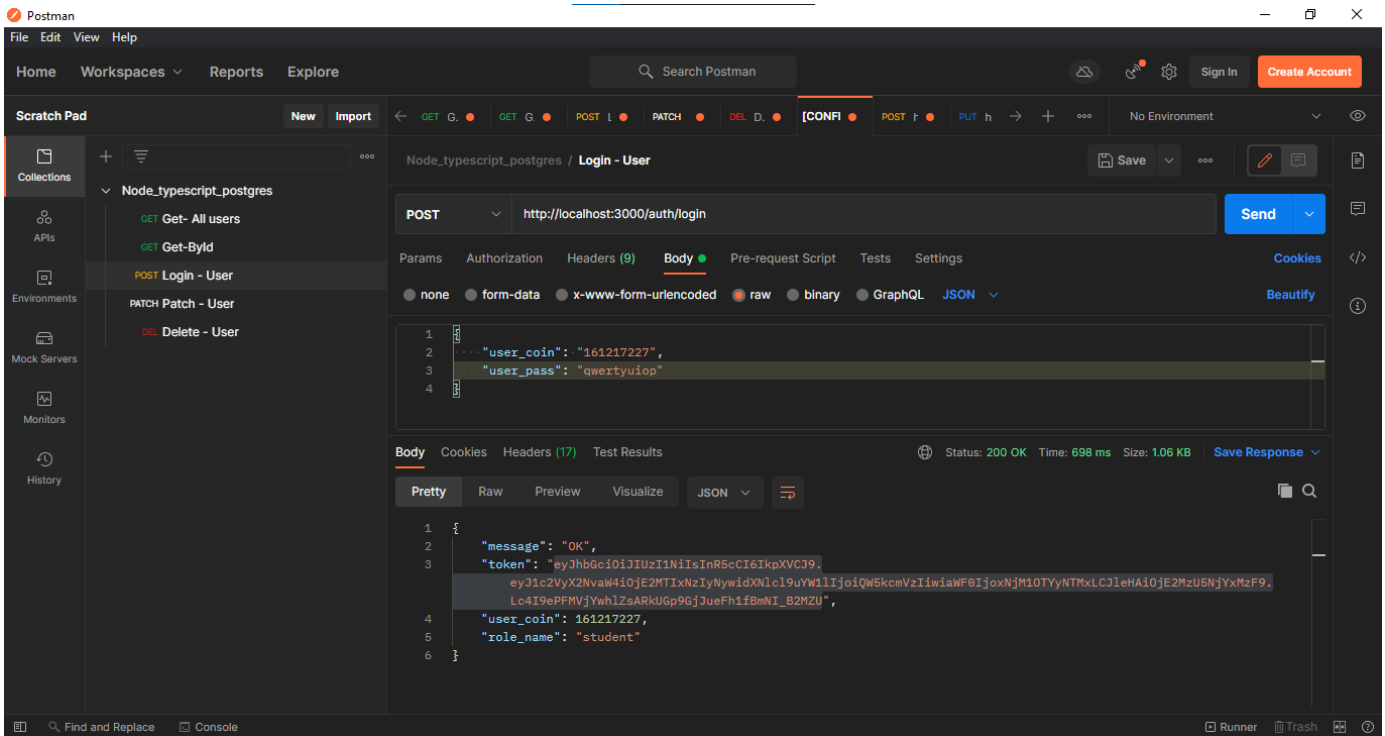 Postman
File Edit View Help
Home Workspaces Reports Explore Search Postman Sign In Create Account
Scratch Pad New Import GET G. GET G. POST L PATCH DEL D. [CONFI POST h PUT h No Environment
Collections
APIs
Environments
Mock Servers
Monitors
History
Node_typescript_postgres
GET Get- All users
GET Get-ById
POST Login - User
PATCH Patch - User
DEL Delete - User
Node_typescript_postgres / Login - User Save
POST http://localhost:3000/auth/login Send
Params Authorization Headers (9) Body Pre-request Script Tests Settings Cookies
none form-data x-www-form-urlencoded raw binary GraphQL JSON Beautify
1 {
2 "user_coin": "161217227",
3 "user_pass": "qwertyuiop"
4 }
Body Cookies Headers (17) Test Results Status: 200 OK Time: 698 ms Size: 1.06 KB Save Response
Pretty Raw Preview Visualize JSON
1 {
2 "message": "OK",
3 "token": "eyJhbGciOiJIUzI1NiIsInR5cCI6IkpXVCJ9.
eyJ1c2VyX2NvaW4iOjE2MTIxNzIyNywidXNlcl9uYW1lIjoiQW5kcmVzIiwiaWF0IjoxNjM1OTYyNTMxLCJleHAiOjE2MzU5NjYxMzF9.
Lc4I9ePFMVjYwhlZsARkUGp9GjJueFh1fBmNI_B2MZU",
4 "user_coin": 161217227,
5 "role_name": "student"
6 }
Find and Replace Console Runner Trash